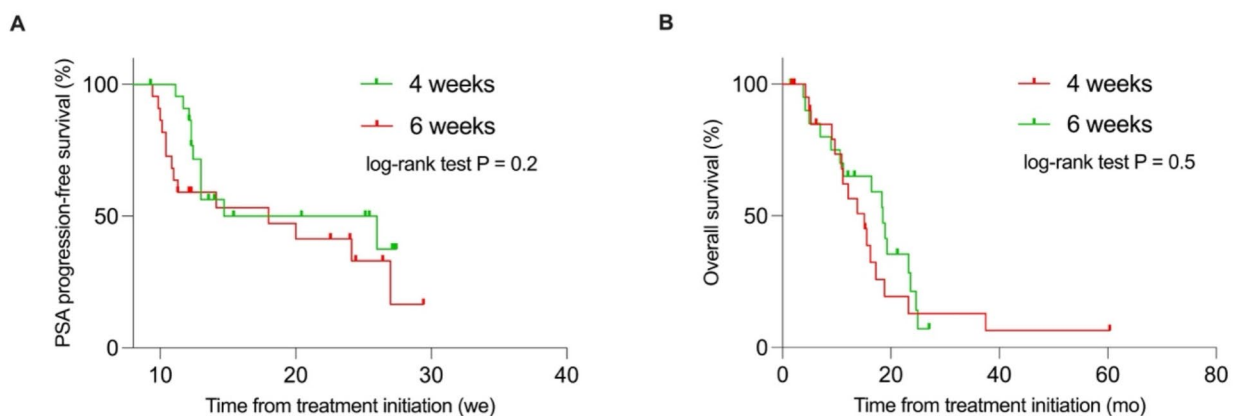 A
PSA progression-free survival (%)
100
50
0
10
20
30
40
Time from treatment initiation (we)
4 weeks
6 weeks
log-rank test P = 0.2
B
Overall survival (%)
100
50
0
0
20
40
60
80
Time from treatment initiation (mo)
4 weeks
6 weeks
log-rank test P = 0.5